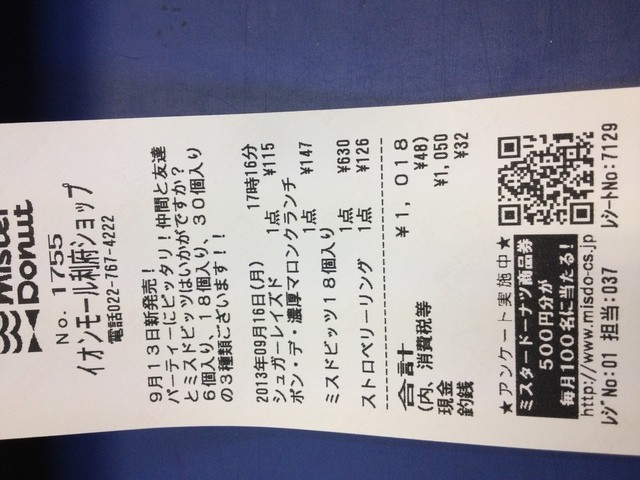 Mister
Donut
No. 1755
イオンモール利府ショップ
電話022-767-4222
9月13日新発売!
パーティーにピッタリ!仲間と友達
とミスドビッツはいかがですか?
6個入り、18個入り、30個入り
の3種類ございます!!
2013年09月16日(月) 17時16分
シュガーレイズド 1点 ¥115
ポン・デ・濃厚マロンクランチ
1点 ¥147
ミスドビッツ18個入り
1点 ¥630
ストロベリーリング 1点 ¥126
合計 ¥1,018
(内、消費税等 ¥48)
現金 ¥1,050
釣銭 ¥32
★アンケート実施中★
ミスタードーナツ商品券
500円分が
毎月100名に当たる!
http://www.misdo-cs.jp
レジNo:01 担当:037 レシートNo:7129